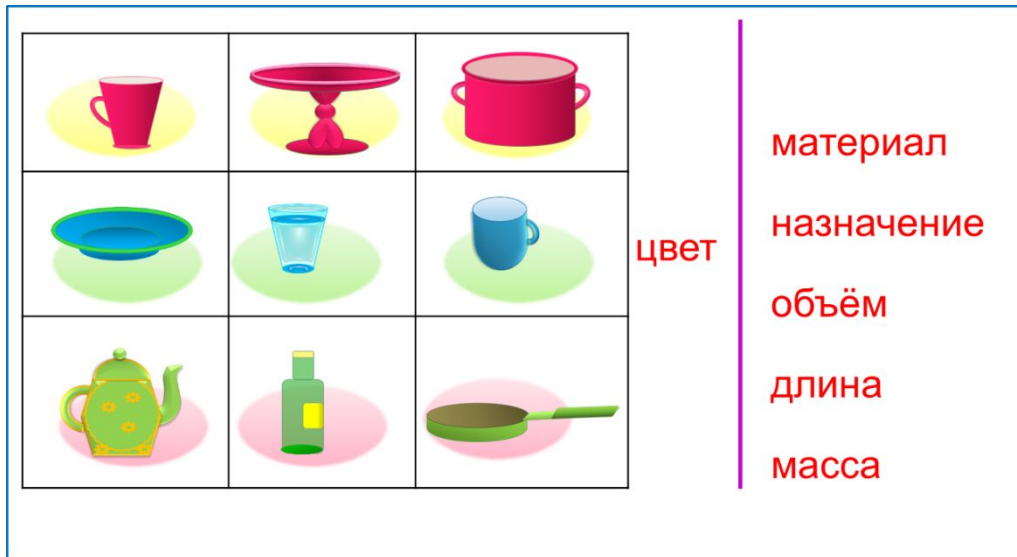 цвет
материал
назначение
объём
длина
масса